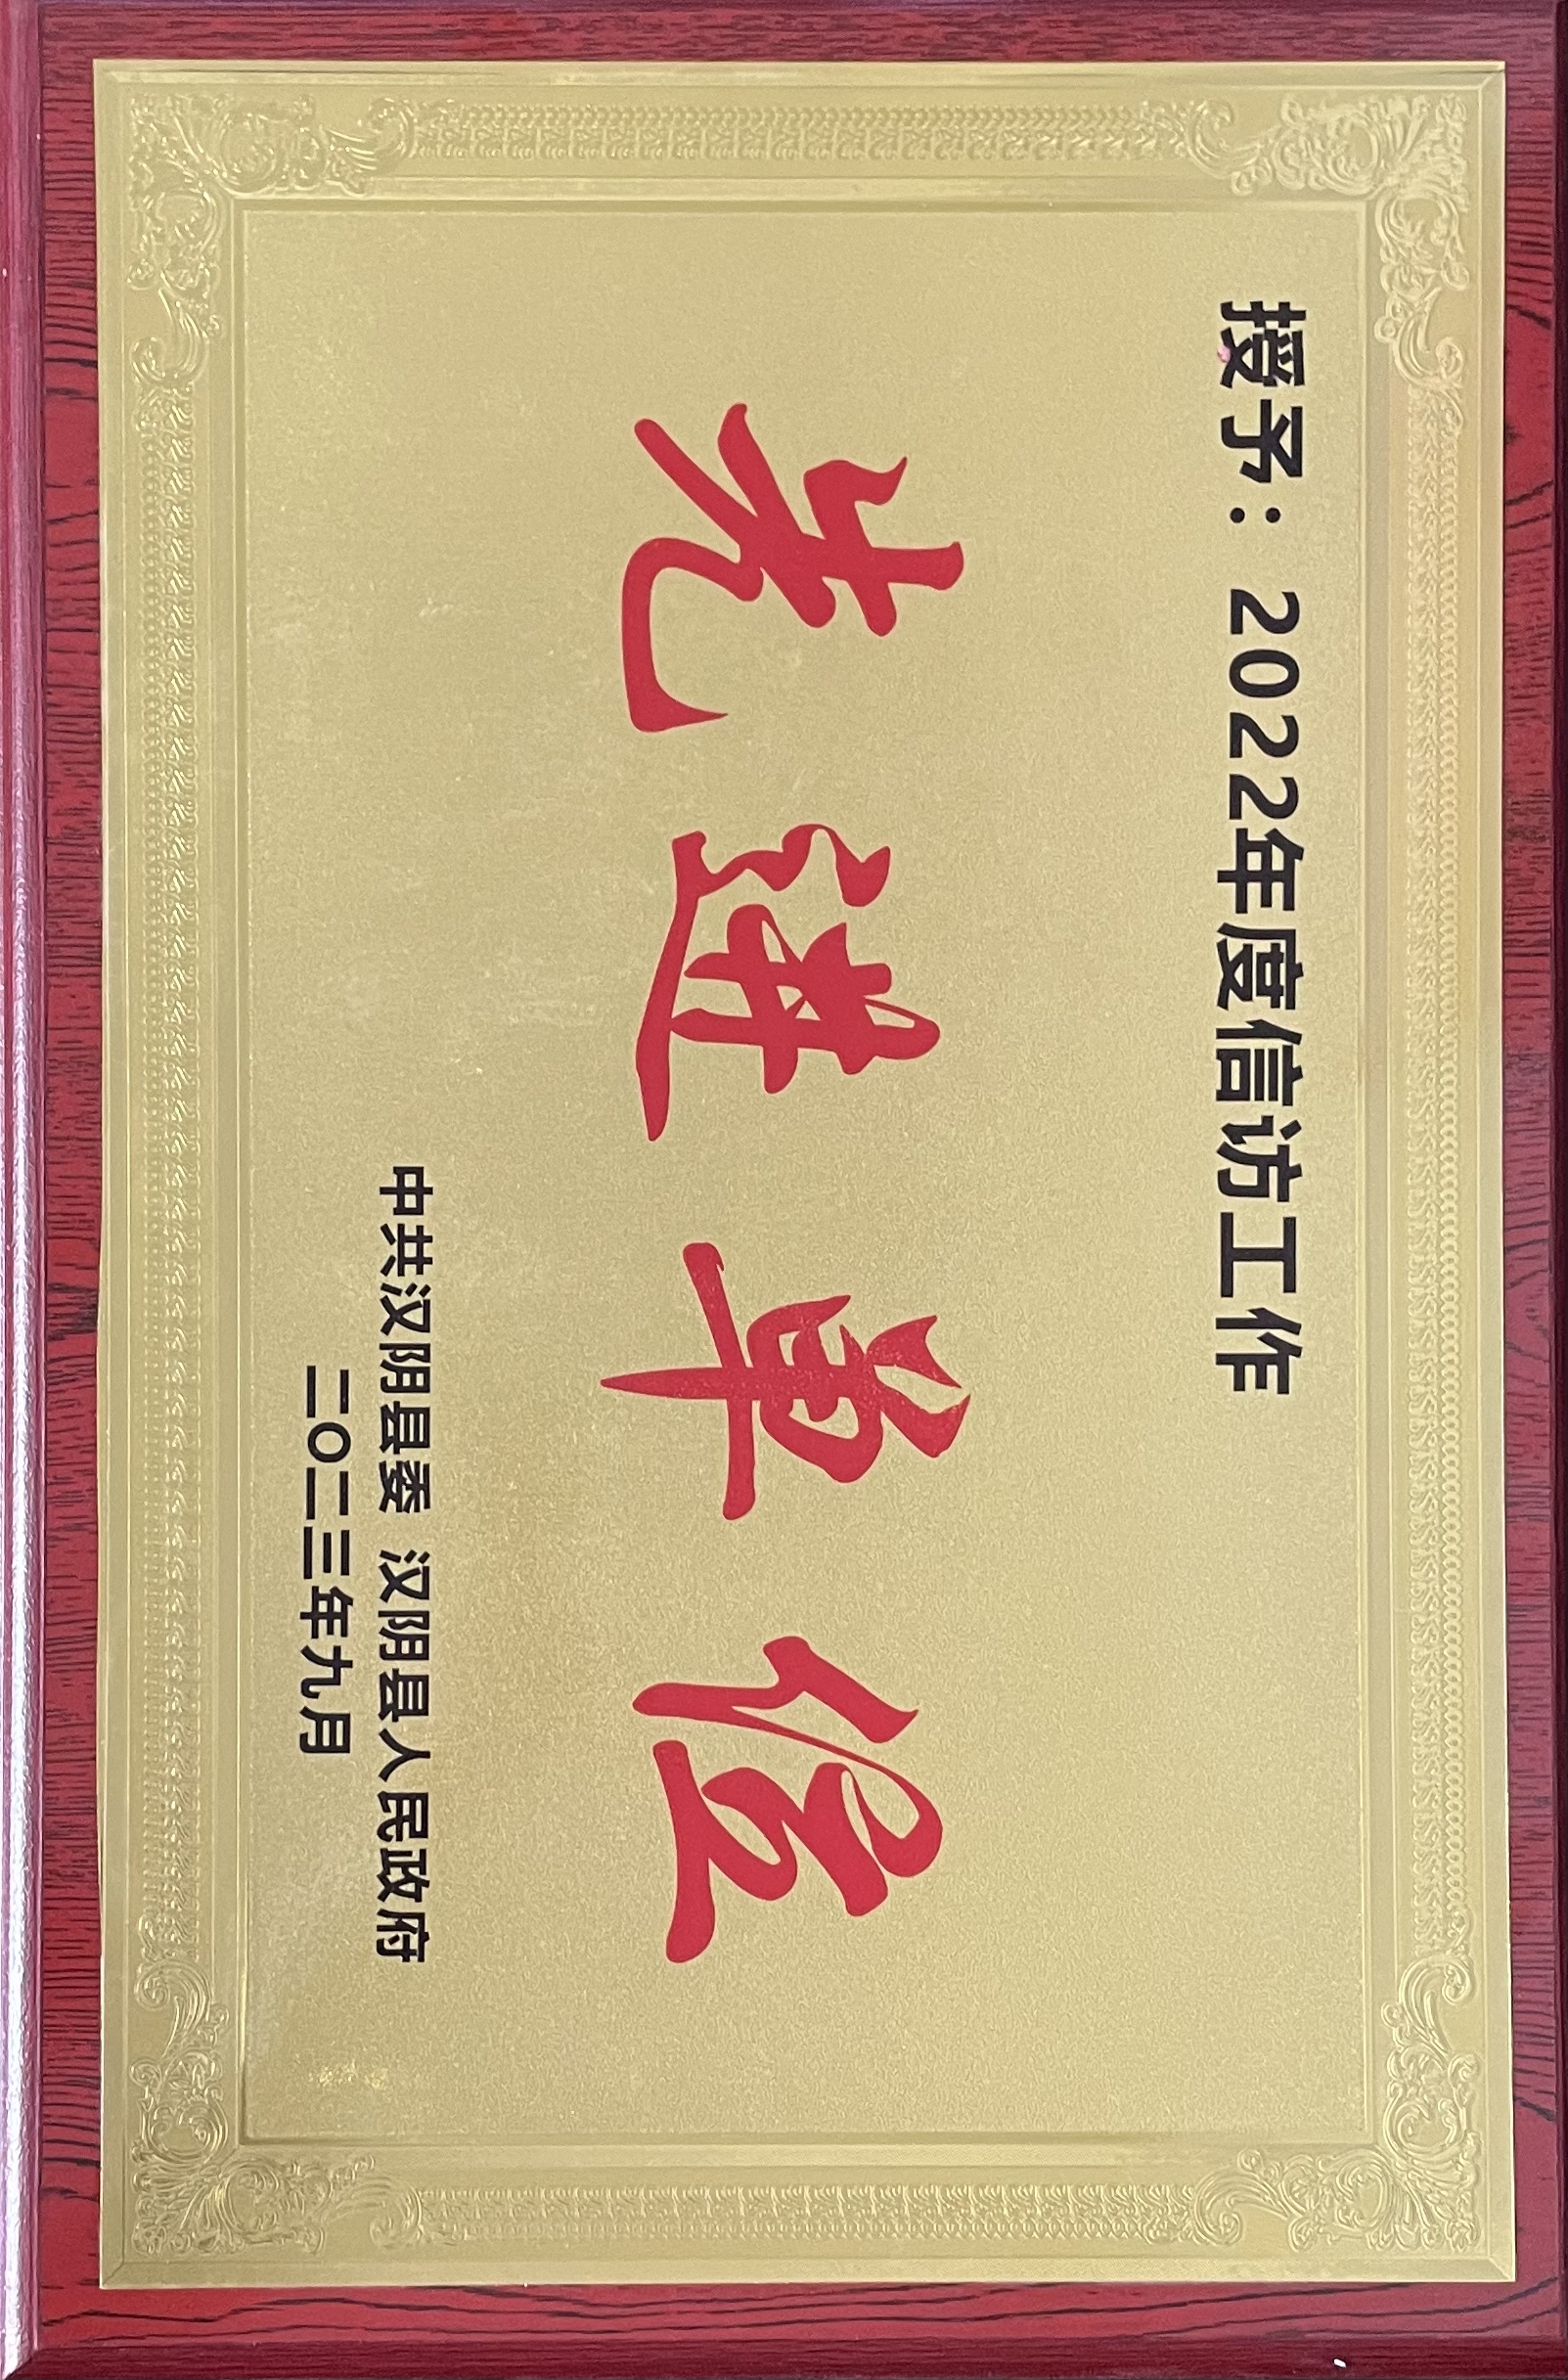 授予：2022年度信访工作
先进单位
中共汉阴县委 汉阴县人民政府
二〇二三年九月